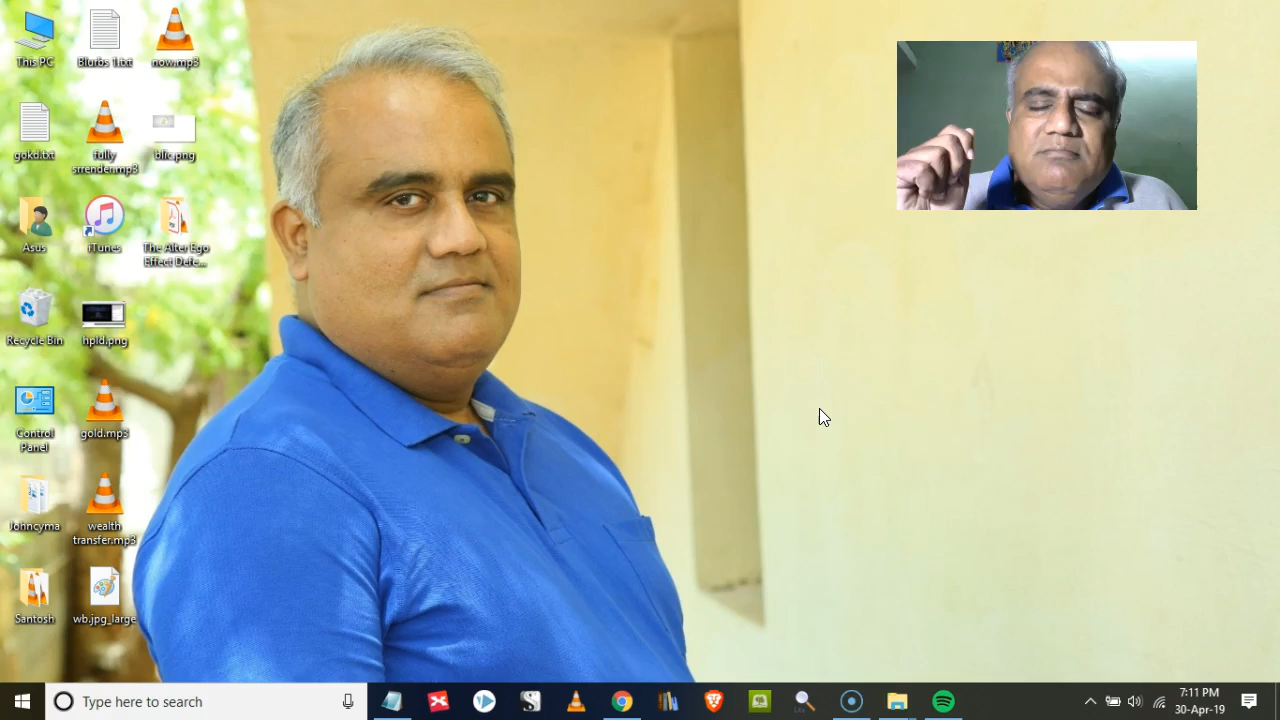 This PC
Blurbs 1.txt
now.mp3
gokd.txt
fully
srrender.mp3
blic.png
Asus
iTunes
The Alter Ego
Effect Defe...
Recycle Bin
hpld.png
Control
Panel
gold.mp3
Johncyma
wealth
transfer.mp3
Santosh
wb.jpg_large
Type here to search
7:11 PM
30-Apr-19